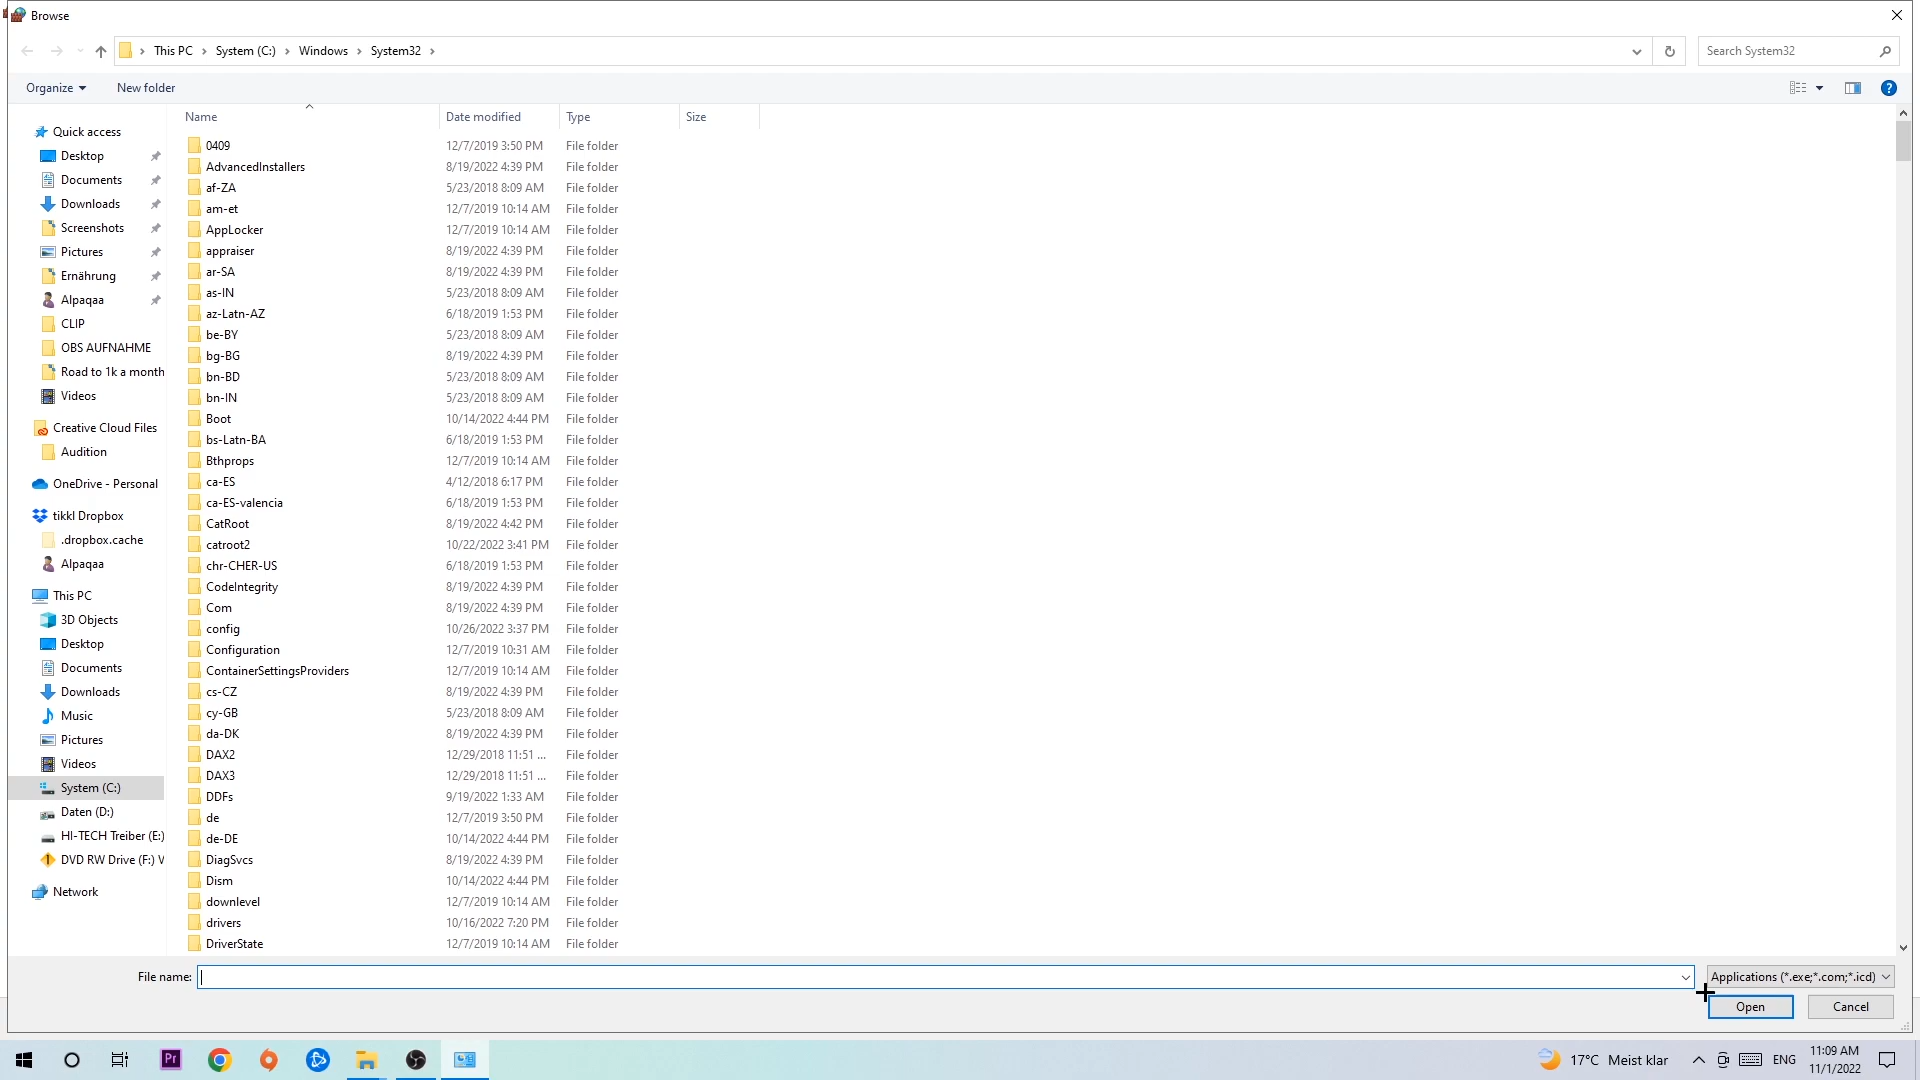 Browse
This PC
System (C:)
Windows
System32
Search System32
Organize
New folder
Name
Date modified
Type
Size
Quick access
Desktop
Documents
Downloads
Screenshots
Pictures
Ernährung
Alpaqaa
CLIP
OBS AUFNAHME
Road to 1k a month
Videos
Creative Cloud Files
Audition
OneDrive - Personal
tikkl Dropbox
.dropbox.cache
Alpaqaa
This PC
3D Objects
Desktop
Documents
Downloads
Music
Pictures
Videos
System (C:)
Daten (D:)
HI-TECH Treiber (E:)
DVD RW Drive (F:) V
Network
0409 12/7/2019 3:50 PM File folder
AdvancedInstallers 8/19/2022 4:39 PM File folder
af-ZA 5/23/2018 8:09 AM File folder
am-et 12/7/2019 10:14 AM File folder
AppLocker 12/7/2019 10:14 AM File folder
appraiser 8/19/2022 4:39 PM File folder
ar-SA 8/19/2022 4:39 PM File folder
as-IN 5/23/2018 8:09 AM File folder
az-Latn-AZ 6/18/2019 1:53 PM File folder
be-BY 5/23/2018 8:09 AM File folder
bg-BG 8/19/2022 4:39 PM File folder
bn-BD 5/23/2018 8:09 AM File folder
bn-IN 5/23/2018 8:09 AM File folder
Boot 10/14/2022 4:44 PM File folder
bs-Latn-BA 6/18/2019 1:53 PM File folder
Bthprops 12/7/2019 10:14 AM File folder
ca-ES 4/12/2018 6:17 PM File folder
ca-ES-valencia 6/18/2019 1:53 PM File folder
CatRoot 8/19/2022 4:42 PM File folder
catroot2 10/22/2022 3:41 PM File folder
chr-CHER-US 6/18/2019 1:53 PM File folder
CodeIntegrity 8/19/2022 4:39 PM File folder
Com 8/19/2022 4:39 PM File folder
config 10/26/2022 3:37 PM File folder
Configuration 12/7/2019 10:31 AM File folder
ContainerSettingsProviders 12/7/2019 10:14 AM File folder
cs-CZ 8/19/2022 4:39 PM File folder
cy-GB 5/23/2018 8:09 AM File folder
da-DK 8/19/2022 4:39 PM File folder
DAX2 12/29/2018 11:51 ... File folder
DAX3 12/29/2018 11:51 ... File folder
DDFs 9/19/2022 1:33 AM File folder
de 12/7/2019 3:50 PM File folder
de-DE 10/14/2022 4:44 PM File folder
DiagSvcs 8/19/2022 4:39 PM File folder
Dism 10/14/2022 4:44 PM File folder
downlevel 12/7/2019 10:14 AM File folder
drivers 10/16/2022 7:20 PM File folder
DriverState 12/7/2019 10:14 AM File folder
File name:
Applications (*.exe;*.com;*.icd)
Open
Cancel
Pr
17°C Meist klar
ENG
11:09 AM
11/1/2022